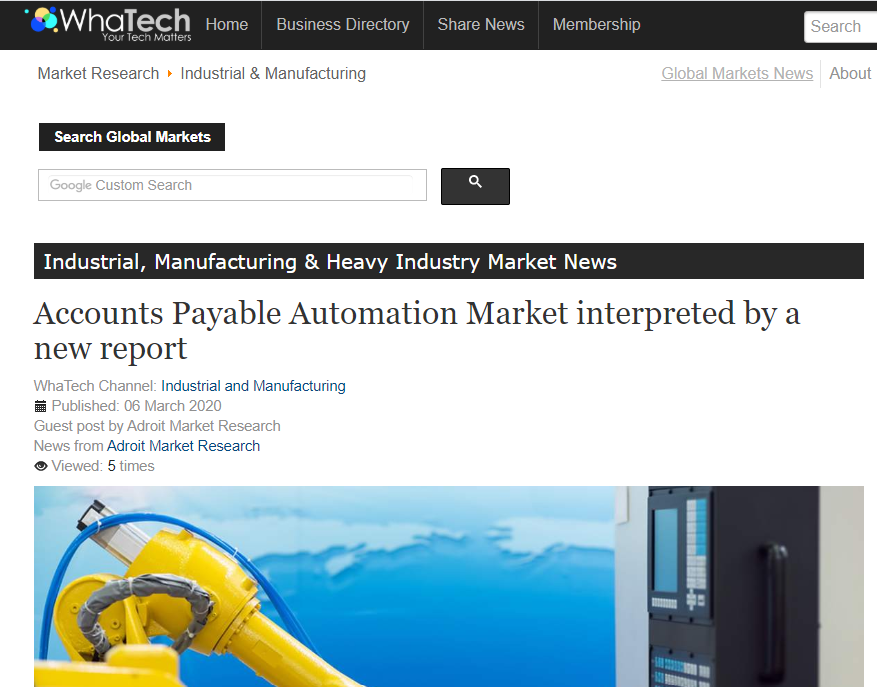 WhaTech
Your Tech Matters
Home
Business Directory
Share News
Membership
Search
Market Research
Industrial & Manufacturing
Global Markets News
About
Search Global Markets
Google Custom Search
Industrial, Manufacturing & Heavy Industry Market News
Accounts Payable Automation Market interpreted by a
new report
WhaTech Channel: Industrial and Manufacturing
Published: 06 March 2020
Guest post by Adroit Market Research
News from Adroit Market Research
Viewed: 5 times